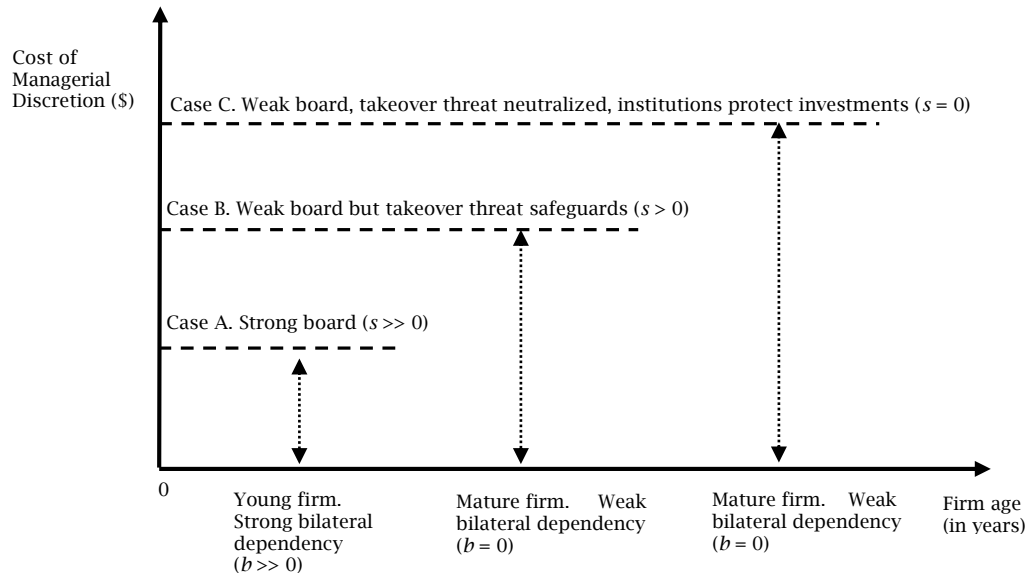 Cost of
Managerial
Discretion ($)
Case C. Weak board, takeover threat neutralized, institutions protect investments (s = 0)
Case B. Weak board but takeover threat safeguards (s > 0)
Case A. Strong board (s >> 0)
0
Young firm.
Strong bilateral
dependency
(b >> 0)
Mature firm. Weak
bilateral dependency
(b = 0)
Mature firm. Weak
bilateral dependency
(b = 0)
Firm age
(in years)